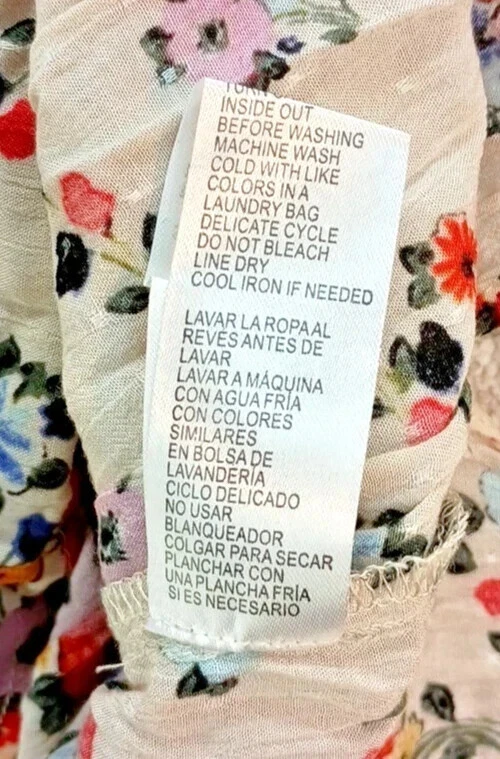 TURN
INSIDE OUT
BEFORE WASHING
MACHINE WASH
COLD WITH LIKE
COLORS IN A
LAUNDRY BAG
DELICATE CYCLE
DO NOT BLEACH
LINE DRY
COOL IRON IF NEEDED
LAVAR LA ROPA AL
REVES ANTES DE
LAVAR
LAVAR A MÁQUINA
CON AGUA FRÍA
CON COLORES
SIMILARES
EN BOLSA DE
LAVANDERÍA
CICLO DELICADO
NO USAR
BLANQUEADOR
COLGAR PARA SECAR
PLANCHAR CON
UNA PLANCHA FRÍA
SI ES NECESARIO